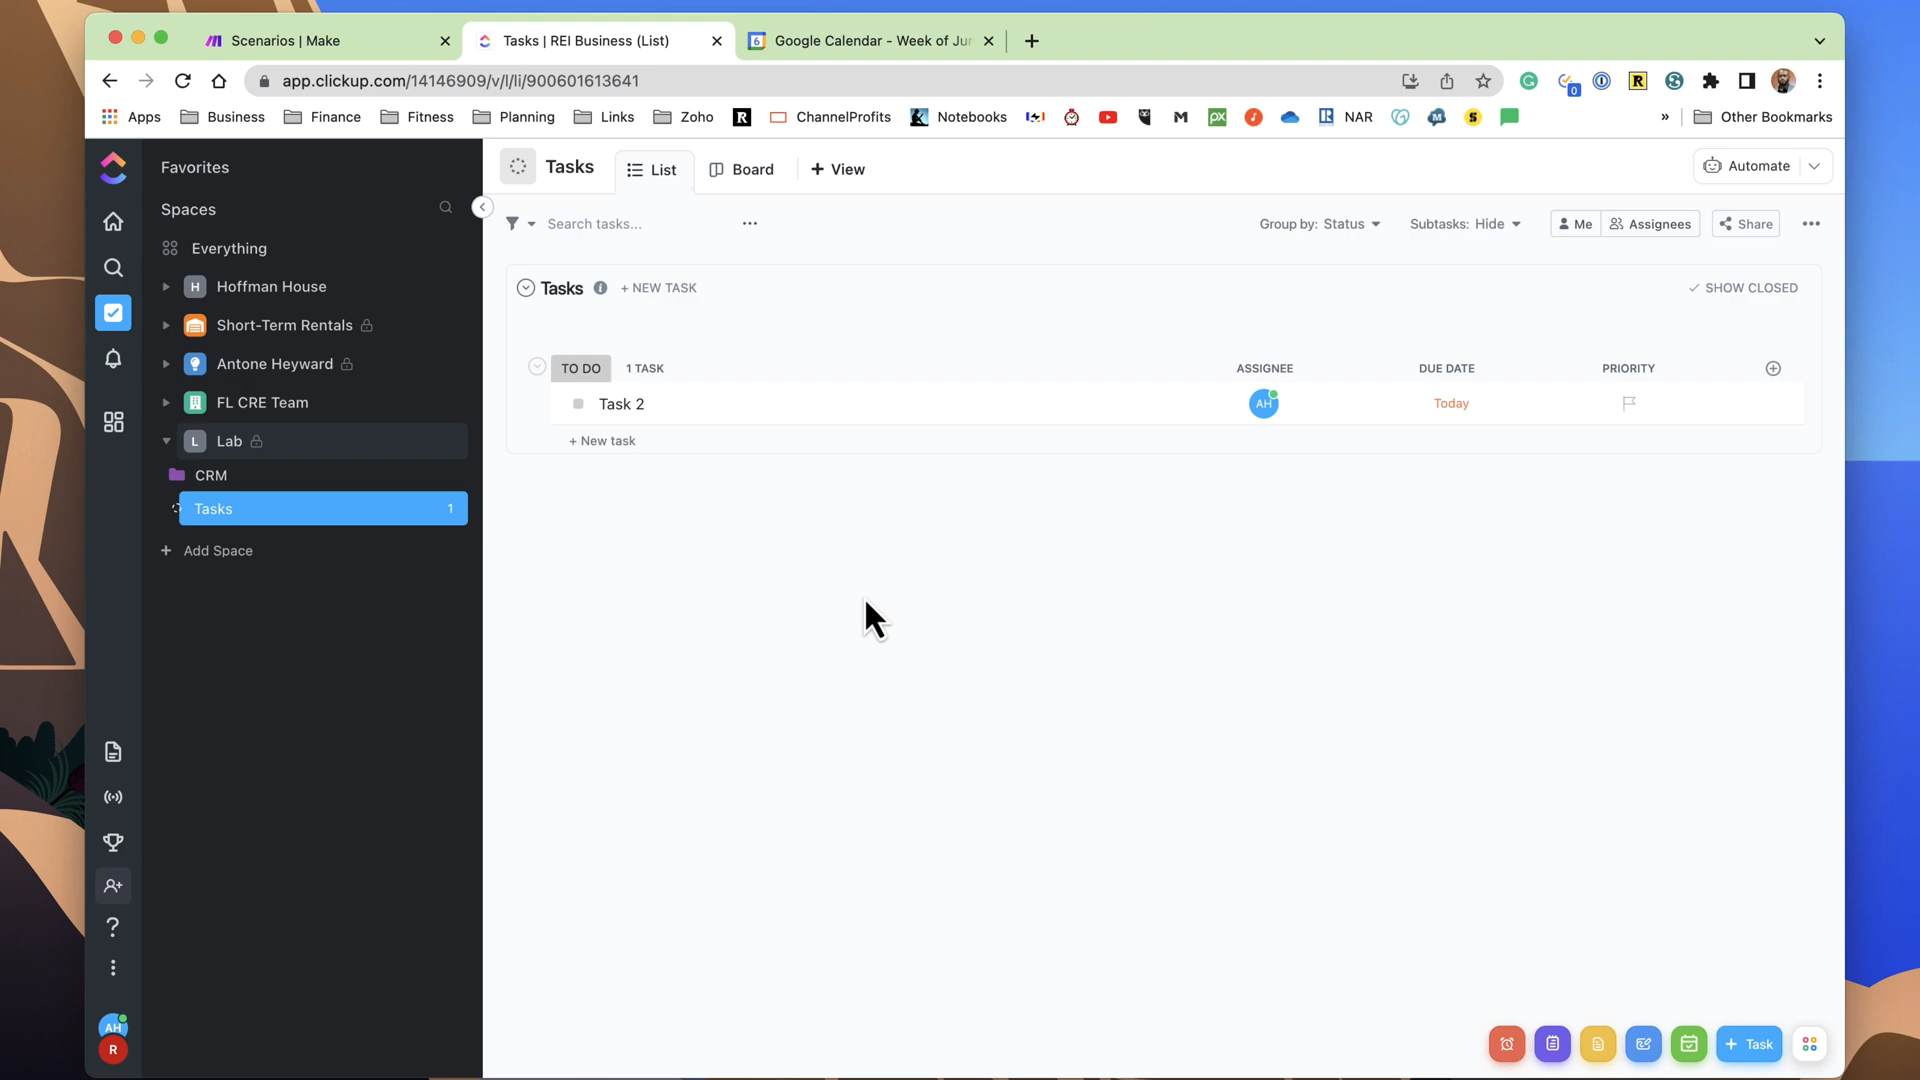 Scenarios | Make
Tasks | REI Business (List)
6
Google Calendar - Week of Jun
app.clickup.com/14146909/v/l/li/900601613641
0
R
Apps
Business
Finance
Fitness
Planning
Links
Zoho
R
ChannelProfits
Notebooks
M
px
NAR
S
»
Other Bookmarks
Favorites
Spaces
Everything
H
Hoffman House
Short-Term Rentals
Antone Heyward
FL CRE Team
L
Lab
CRM
Tasks
1
+ Add Space
AH
R
Tasks
List
Board
+ View
Automate
Search tasks...
Group by: Status
Subtasks: Hide
Me
Assignees
Share
Tasks
+ NEW TASK
SHOW CLOSED
TO DO
1 TASK
ASSIGNEE
DUE DATE
PRIORITY
Task 2
AH
Today
+ New task
+ Task